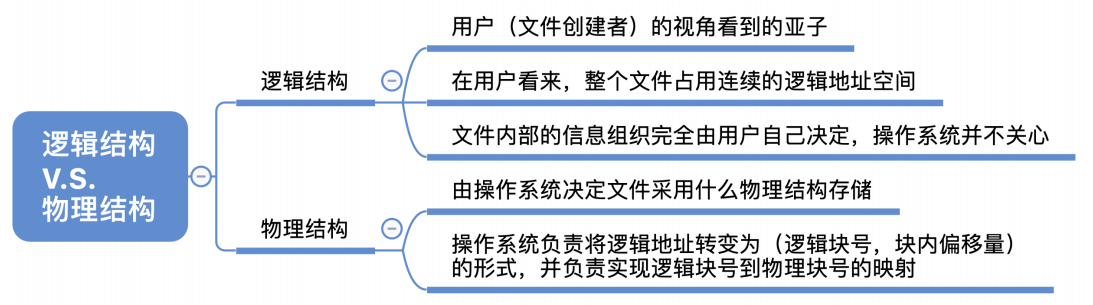 逻辑结构
V.S.
物理结构
逻辑结构
用户（文件创建者）的视角看到的亚子
在用户看来，整个文件占用连续的逻辑地址空间
文件内部的信息组织完全由用户自己决定，操作系统并不关心
物理结构
由操作系统决定文件采用什么物理结构存储
操作系统负责将逻辑地址转变为（逻辑块号，块内偏移量）
的形式，并负责实现逻辑块号到物理块号的映射